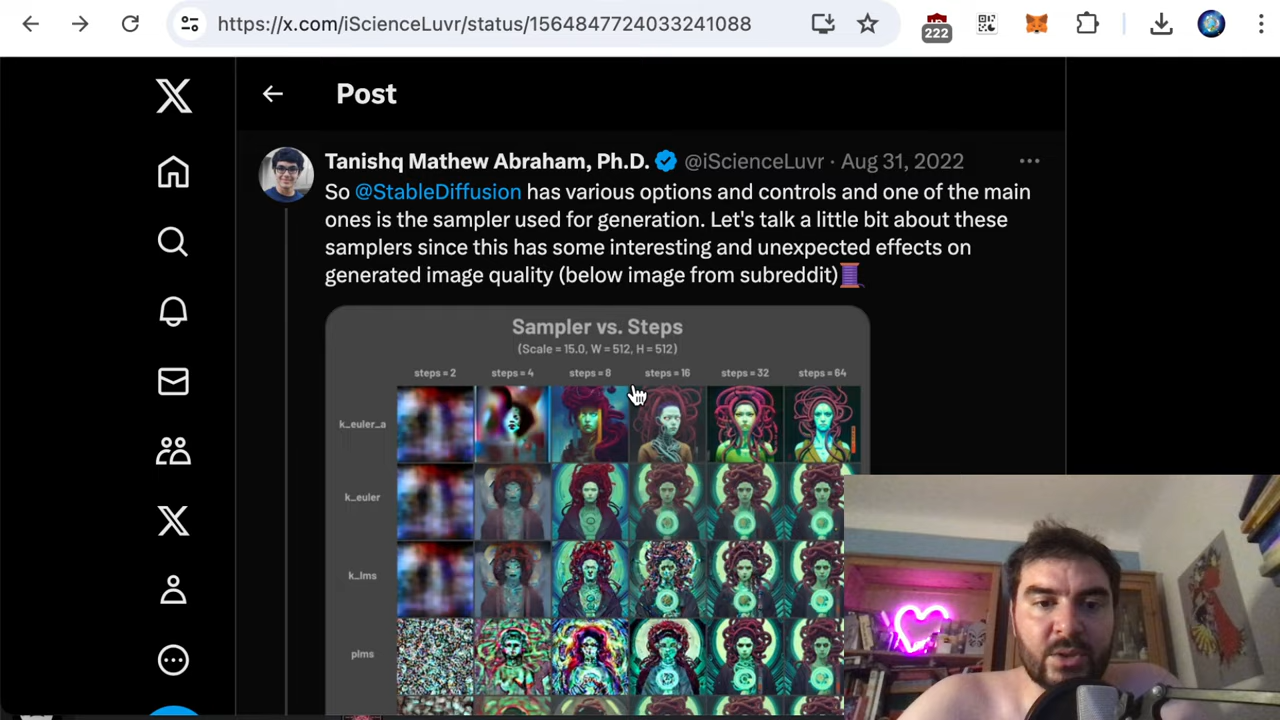 https://x.com/iScienceLuvr/status/1564847724033241088
222
Post
Tanishq Mathew Abraham, Ph.D. @iScienceLuvr · Aug 31, 2022
So @StableDiffusion has various options and controls and one of the main
ones is the sampler used for generation. Let's talk a little bit about these
samplers since this has some interesting and unexpected effects on
generated image quality (below image from subreddit)🧵
Sampler vs. Steps
(Scale = 15.0, W = 512, H = 512)
steps = 2 steps = 4 steps = 8 steps = 16 steps = 32 steps = 64
k_euler_a
k_euler
k_lms
plms